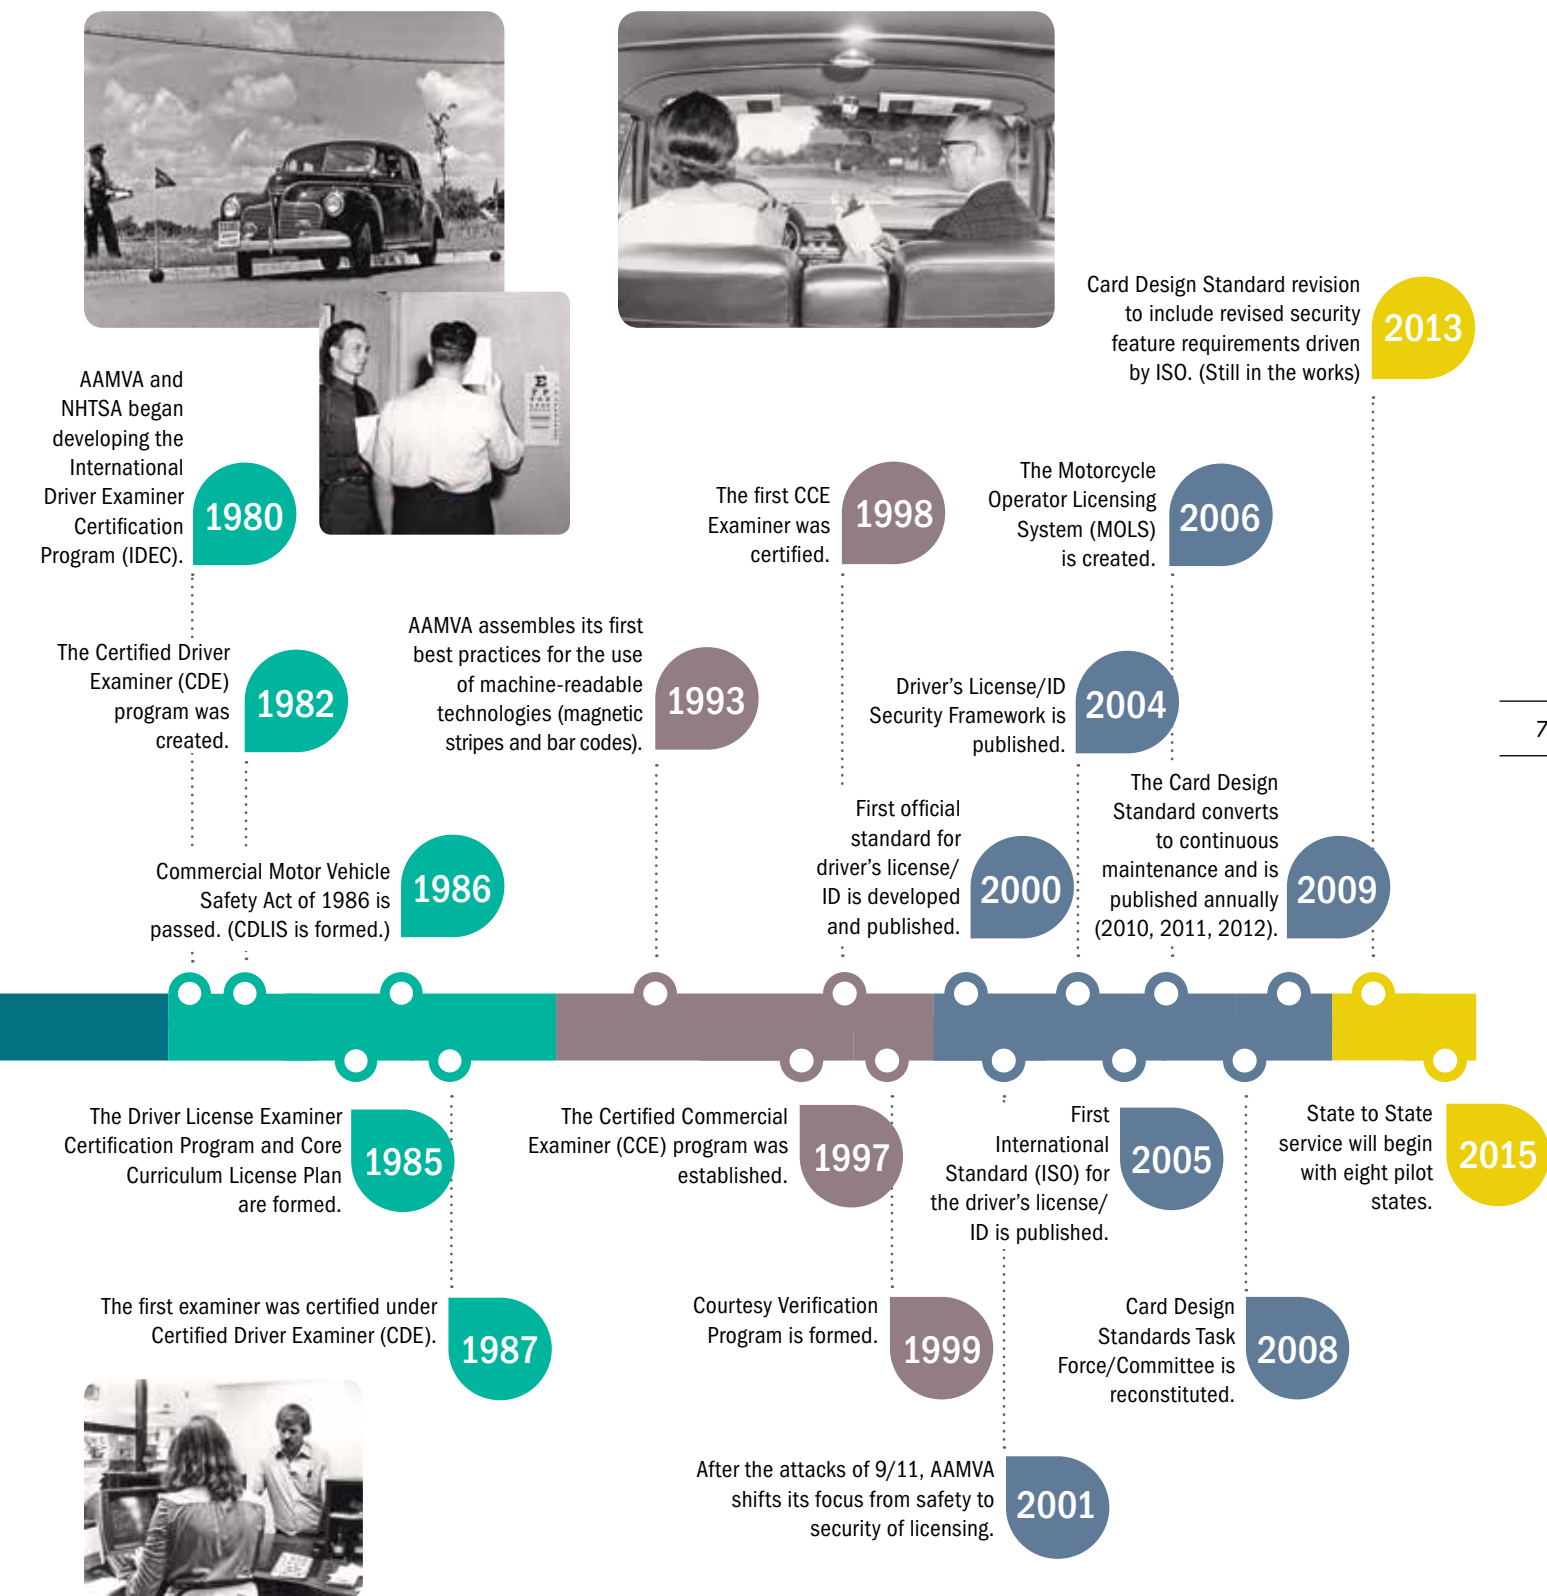 Card Design Standard revision
to include revised security
feature requirements driven
by ISO. (Still in the works)
2013
AAMVA and
NHTSA began
developing the
International
Driver Examiner
Certification
Program (IDEC).
1980
The first CCE
Examiner was
certified.
1998
The Motorcycle
Operator Licensing
System (MOLS)
is created.
2006
The Certified Driver
Examiner (CDE)
program was
created.
1982
AAMVA assembles its first
best practices for the use
of machine-readable
technologies (magnetic
stripes and bar codes).
1993
Driver’s License/ID
Security Framework is
published.
2004
7
Commercial Motor Vehicle
Safety Act of 1986 is
passed. (CDLIS is formed.)
1986
First official
standard for
driver’s license/
ID is developed
and published.
2000
The Card Design
Standard converts
to continuous
maintenance and is
published annually
(2010, 2011, 2012).
2009
The Driver License Examiner
Certification Program and Core
Curriculum License Plan
are formed.
1985
The Certified Commercial
Examiner (CCE) program was
established.
1997
First
International
Standard (ISO) for
the driver’s license/
ID is published.
2005
State to State
service will begin
with eight pilot
states.
2015
The first examiner was certified under
Certified Driver Examiner (CDE).
1987
Courtesy Verification
Program is formed.
1999
Card Design
Standards Task
Force/Committee is
reconstituted.
2008
After the attacks of 9/11, AAMVA
shifts its focus from safety to
security of licensing.
2001